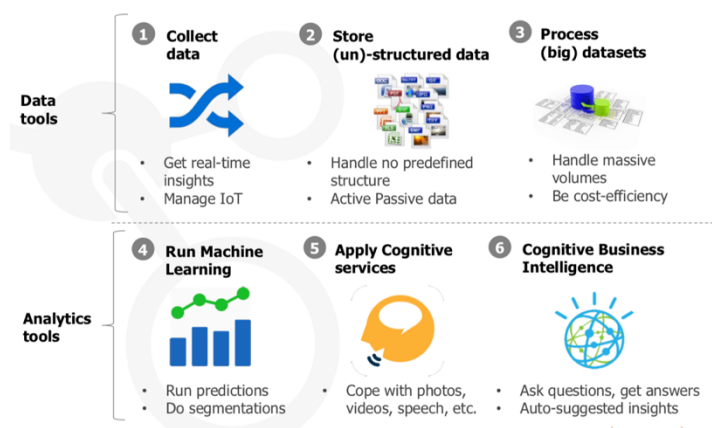 1 Collect data
2 Store (un)-structured data
3 Process (big) datasets
Data tools
• Get real-time insights
• Manage IoT
• Handle no predefined structure
• Active Passive data
• Handle massive volumes
• Be cost-efficiency
4 Run Machine Learning
5 Apply Cognitive services
6 Cognitive Business Intelligence
Analytics tools
• Run predictions
• Do segmentations
• Cope with photos, videos, speech, etc.
• Ask questions, get answers
• Auto-suggested insights